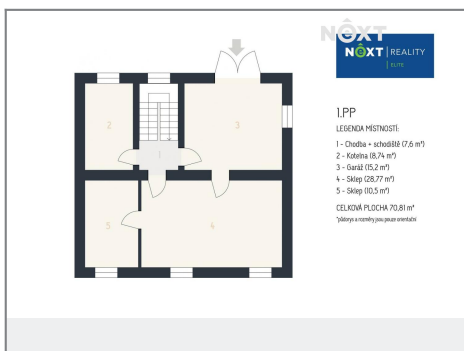 NEXT
NEXT | REALITY
| ELITE
1.PP
LEGENDA MÍSTNOSTÍ:
1 - Chodba + schodiště (7,6 m²)
2 - Kotelna (8,74 m²)
3 - Garáž (15,2 m²)
4 - Sklep (28,77 m²)
5 - Sklep (10,5 m²)
CELKOVÁ PLOCHA 70,81 m²
*půdorys a rozměry jsou pouze orientační
2
3
1
5
4